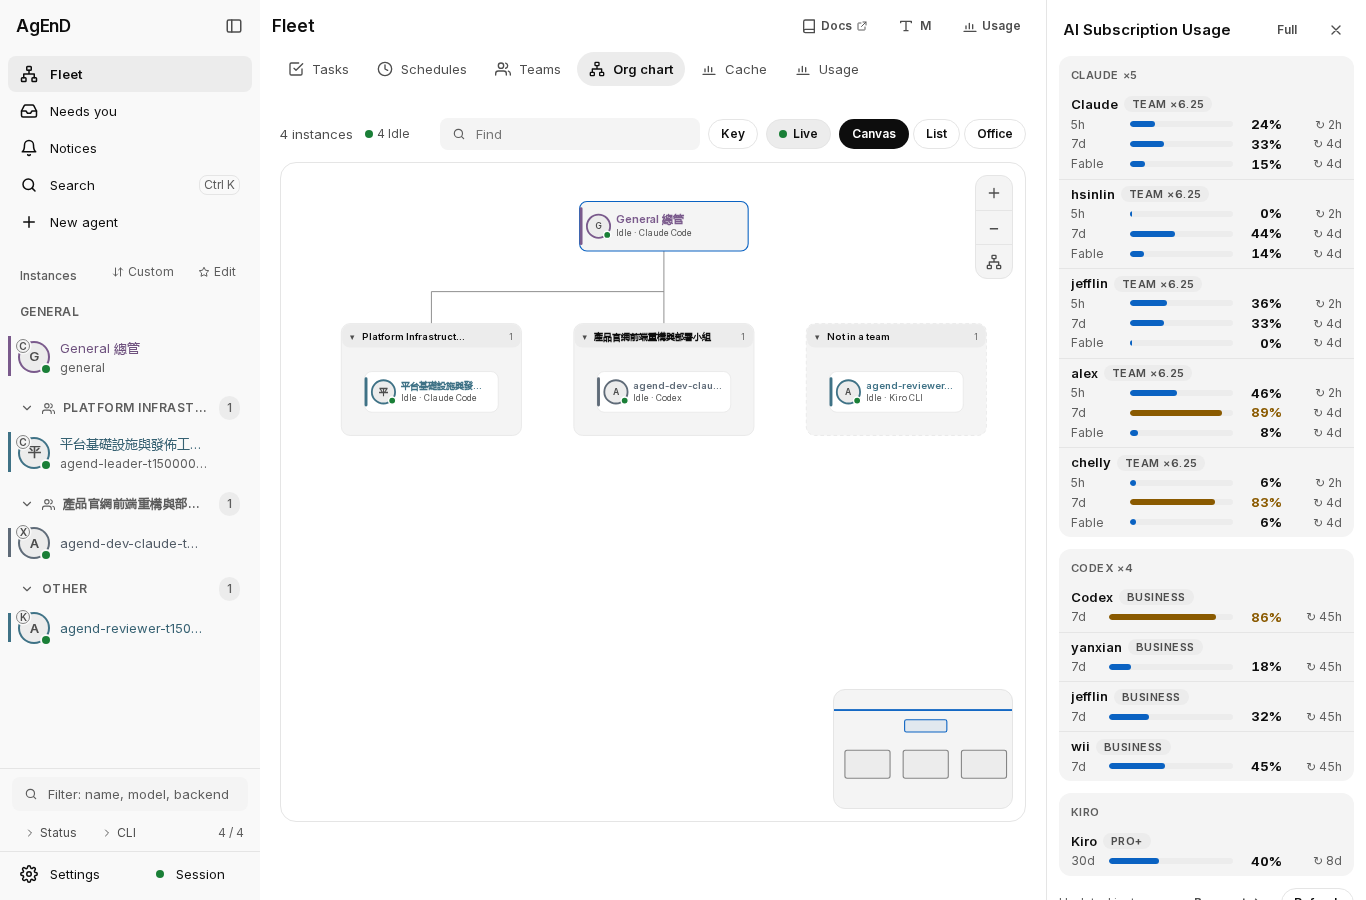 AgEnD
Fleet
Needs you
Notices
Search
Ctrl K
New agent
Instances
Custom
Edit
GENERAL
C
G
General 總管
general
PLATFORM INFRAST...
1
C
平
平台基礎設施與發佈工...
agend-leader-t150000...
產品官網前端重構與部...
1
X
A
agend-dev-claude-t...
OTHER
1
K
A
agend-reviewer-t150...
Filter: name, model, backend
Status
CLI
4 / 4
Settings
Session
Fleet
Docs
M
Usage
Tasks
Schedules
Teams
Org chart
Cache
Usage
4 instances
4 Idle
Find
Key
Live
Canvas
List
Office
G
General 總管
Idle · Claude Code
Platform Infrastruct...
1
平
平台基礎設施與發...
Idle · Claude Code
產品官網前端重構與部署小組
1
A
agend-dev-clau...
Idle · Codex
Not in a team
1
A
agend-reviewer...
Idle · Kiro CLI
AI Subscription Usage
Full
CLAUDE ×5
Claude TEAM ×6.25
5h 24% ↻ 2h
7d 33% ↻ 4d
Fable 15% ↻ 4d
hsinlin TEAM ×6.25
5h 0% ↻ 2h
7d 44% ↻ 4d
Fable 14% ↻ 4d
jefflin TEAM ×6.25
5h 36% ↻ 2h
7d 33% ↻ 4d
Fable 0% ↻ 4d
alex TEAM ×6.25
5h 46% ↻ 2h
7d 89% ↻ 4d
Fable 8% ↻ 4d
chelly TEAM ×6.25
5h 6% ↻ 2h
7d 83% ↻ 4d
Fable 6% ↻ 4d
CODEX ×4
Codex BUSINESS
7d 86% ↻ 45h
yanxian BUSINESS
7d 18% ↻ 45h
jefflin BUSINESS
7d 32% ↻ 45h
wii BUSINESS
7d 45% ↻ 45h
KIRO
Kiro PRO+
30d 40% ↻ 8d